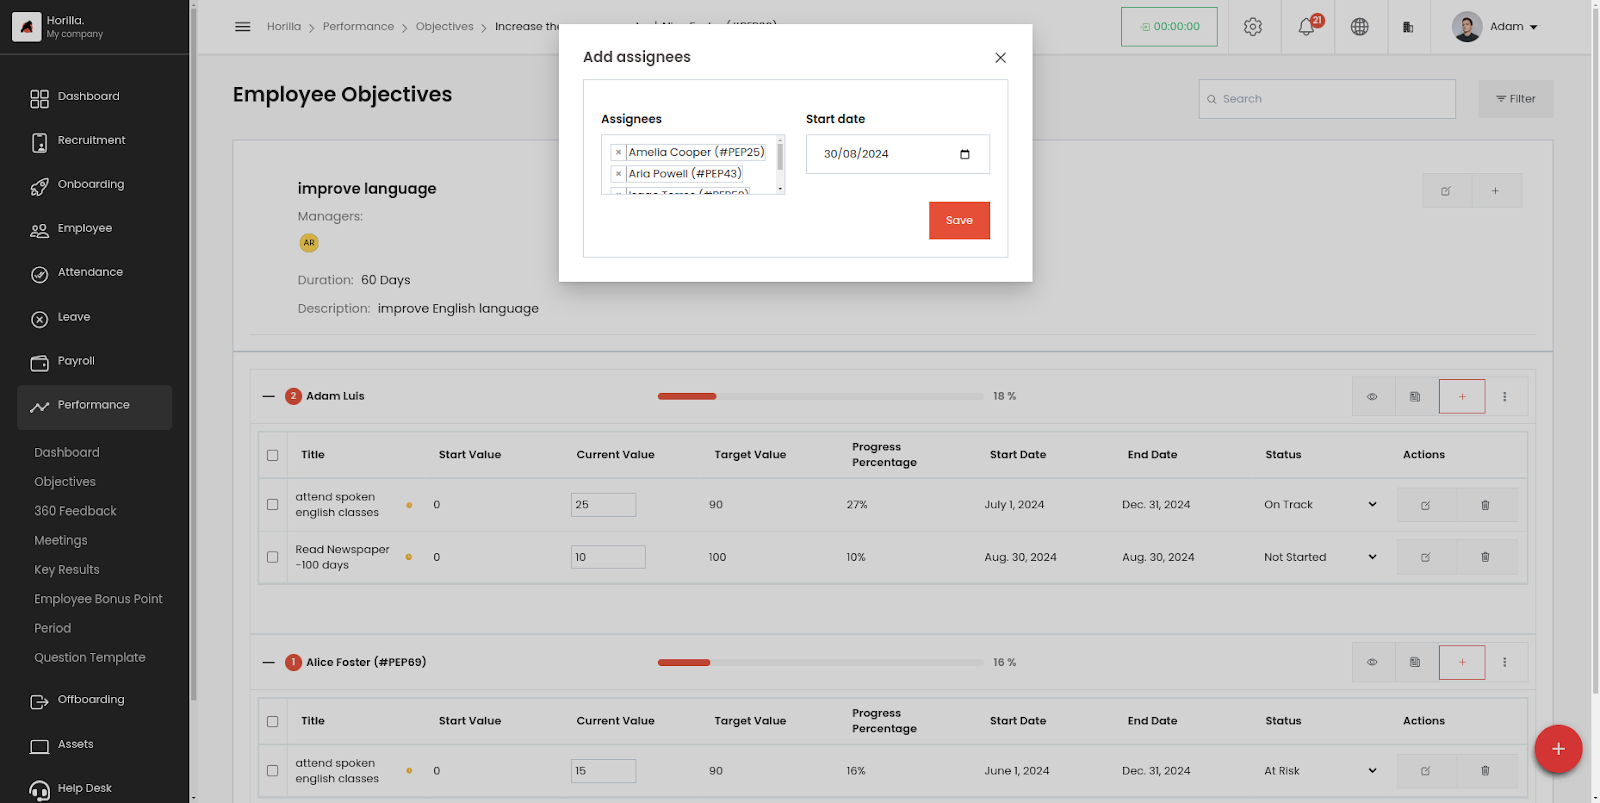 Horilla.
My company
Dashboard
Recruitment
Onboarding
Employee
Attendance
Leave
Payroll
Performance
Dashboard
Objectives
360 Feedback
Meetings
Key Results
Employee Bonus Point
Period
Question Template
Offboarding
Assets
Help Desk
Horilla > Performance > Objectives > Increase the
00:00:00
21
Adam
Employee Objectives
Search
Filter
Add assignees
Assignees
Start date
× Amelia Cooper (#PEP25)
× Aria Powell (#PEP43)
30/08/2024
Save
improve language
Managers:
AR
Duration: 60 Days
Description: improve English language
2 Adam Luis 18 %
Title Start Value Current Value Target Value Progress Percentage Start Date End Date Status Actions
attend spoken english classes 0 25 90 27% July 1, 2024 Dec. 31, 2024 On Track
Read Newspaper -100 days 0 10 100 10% Aug. 30, 2024 Aug. 30, 2024 Not Started
1 Alice Foster (#PEP69) 16 %
Title Start Value Current Value Target Value Progress Percentage Start Date End Date Status Actions
attend spoken english classes 0 15 90 16% June 1, 2024 Dec. 31, 2024 At Risk